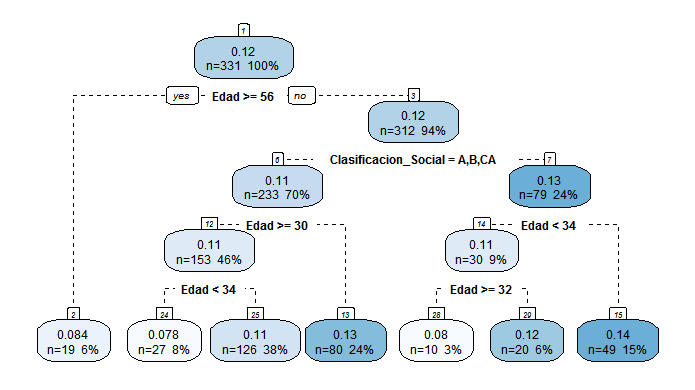 1
0.12
n=331 100%
yes Edad >= 56 no
3
0.12
n=312 94%
Clasificacion_Social = A,B,CA
6
0.11
n=233 70%
7
0.13
n=79 24%
Edad >= 30
Edad < 34
12
0.11
n=153 46%
14
0.11
n=30 9%
Edad < 34
Edad >= 32
2
0.084
n=19 6%
24
0.078
n=27 8%
25
0.11
n=126 38%
13
0.13
n=80 24%
28
0.08
n=10 3%
29
0.12
n=20 6%
15
0.14
n=49 15%